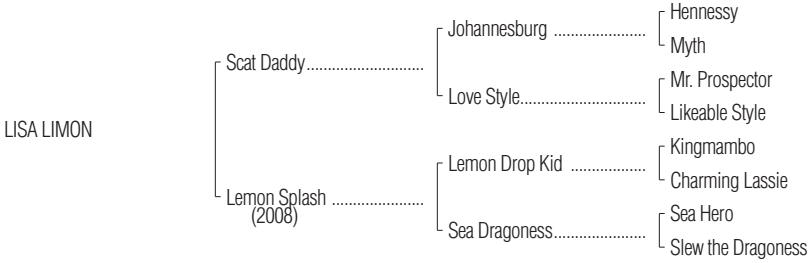 Hennessy
Johannesburg ......................
Myth
Scat Daddy............................
Mr. Prospector
Love Style..............................
Likeable Style
LISA LIMON
Kingmambo
Lemon Drop Kid ..................
Charming Lassie
Lemon Splash ......................
(2008)
Sea Hero
Sea Dragoness......................
Slew the Dragoness